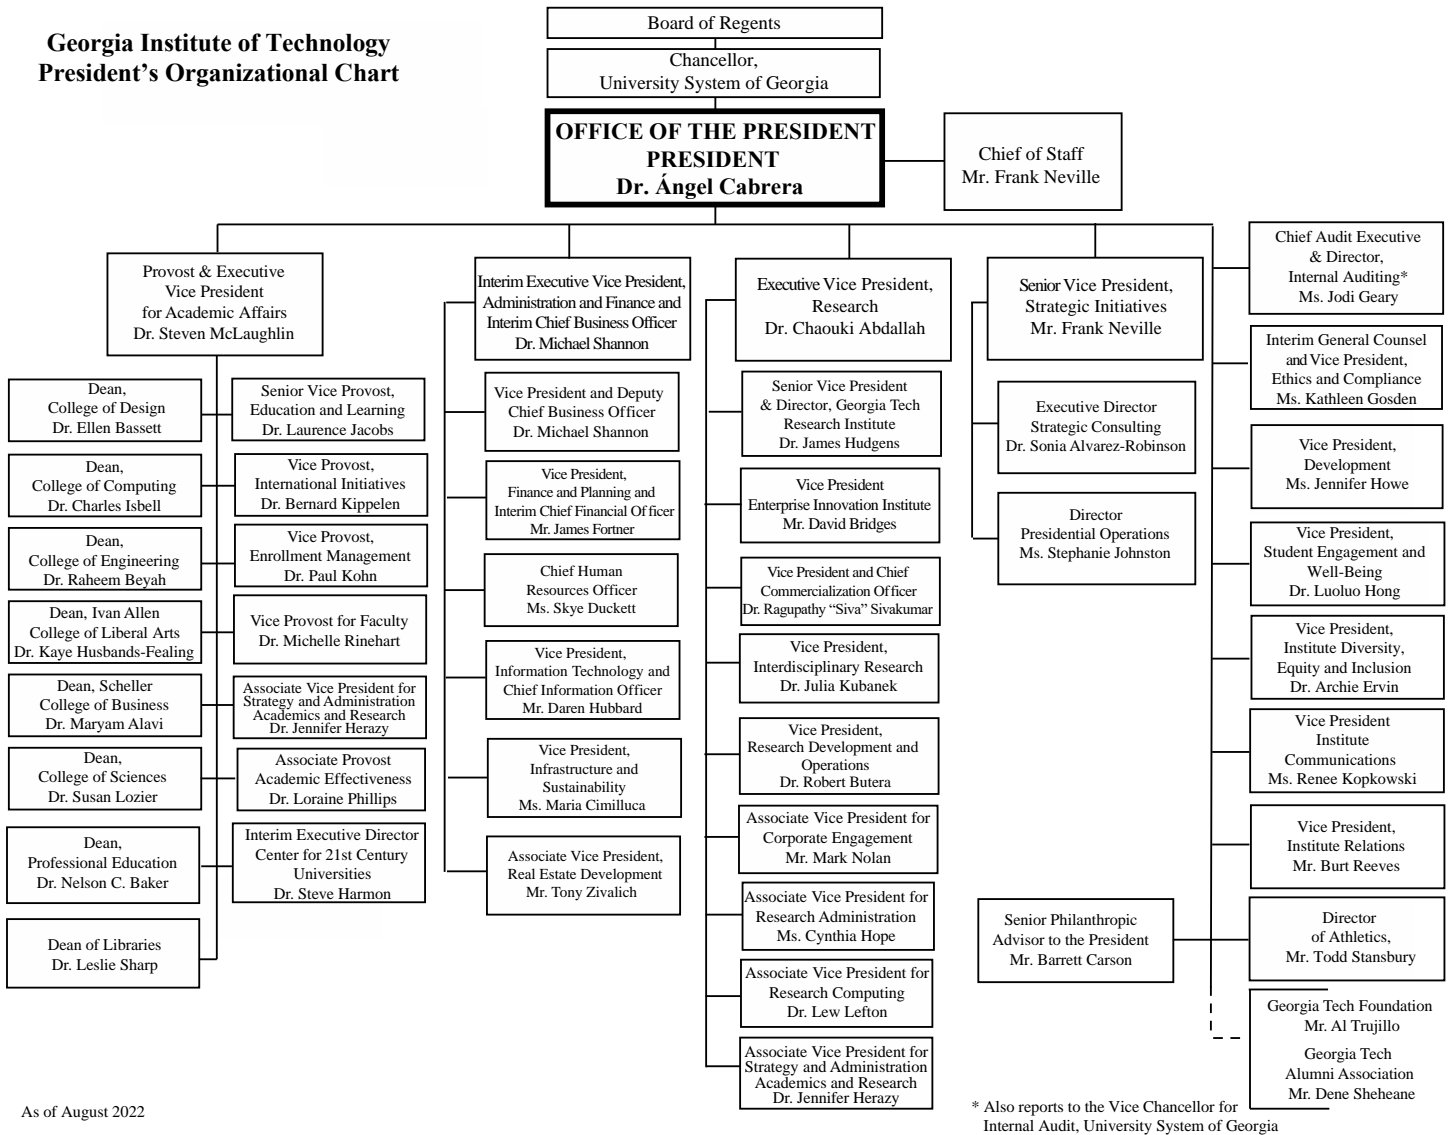 Georgia Institute of Technology
President's Organizational Chart
Board of Regents
Chancellor,
University System of Georgia
OFFICE OF THE PRESIDENT
PRESIDENT
Dr. Ángel Cabrera
Chief of Staff
Mr. Frank Neville
Provost & Executive
Vice President
for Academic Affairs
Dr. Steven McLaughlin
Dean,
College of Design
Dr. Ellen Bassett
Senior Vice Provost,
Education and Learning
Dr. Laurence Jacobs
Dean,
College of Computing
Dr. Charles Isbell
Vice Provost,
International Initiatives
Dr. Bernard Kippelen
Dean,
College of Engineering
Dr. Raheem Beyah
Vice Provost,
Enrollment Management
Dr. Paul Kohn
Dean, Ivan Allen
College of Liberal Arts
Dr. Kaye Husbands-Fealing
Vice Provost for Faculty
Dr. Michelle Rinehart
Dean, Scheller
College of Business
Dr. Maryam Alavi
Associate Vice President for
Strategy and Administration
Academics and Research
Dr. Jennifer Herazy
Dean,
College of Sciences
Dr. Susan Lozier
Associate Provost
Academic Effectiveness
Dr. Loraine Phillips
Dean,
Professional Education
Dr. Nelson C. Baker
Interim Executive Director
Center for 21st Century
Universities
Dr. Steve Harmon
Dean of Libraries
Dr. Leslie Sharp
Interim Executive Vice President,
Administration and Finance and
Interim Chief Business Officer
Dr. Michael Shannon
Vice President and Deputy
Chief Business Officer
Dr. Michael Shannon
Vice President,
Finance and Planning and
Interim Chief Financial Officer
Mr. James Fortner
Chief Human
Resources Officer
Ms. Skye Duckett
Vice President,
Information Technology and
Chief Information Officer
Mr. Daren Hubbard
Vice President,
Infrastructure and
Sustainability
Ms. Maria Cimilluca
Associate Vice President,
Real Estate Development
Mr. Tony Zivalich
Executive Vice President,
Research
Dr. Chaouki Abdallah
Senior Vice President
& Director, Georgia Tech
Research Institute
Dr. James Hudgens
Vice President
Enterprise Innovation Institute
Mr. David Bridges
Vice President and Chief
Commercialization Officer
Dr. Ragupathy “Siva” Sivakumar
Vice President,
Interdisciplinary Research
Dr. Julia Kubanek
Vice President,
Research Development and
Operations
Dr. Robert Butera
Associate Vice President for
Corporate Engagement
Mr. Mark Nolan
Associate Vice President for
Research Administration
Ms. Cynthia Hope
Associate Vice President for
Research Computing
Dr. Lew Lefton
Associate Vice President for
Strategy and Administration
Academics and Research
Dr. Jennifer Herazy
Senior Vice President,
Strategic Initiatives
Mr. Frank Neville
Executive Director
Strategic Consulting
Dr. Sonia Alvarez-Robinson
Director
Presidential Operations
Ms. Stephanie Johnston
Senior Philanthropic
Advisor to the President
Mr. Barrett Carson
Chief Audit Executive
& Director,
Internal Auditing*
Ms. Jodi Geary
Interim General Counsel
and Vice President,
Ethics and Compliance
Ms. Kathleen Gosden
Vice President,
Development
Ms. Jennifer Howe
Vice President,
Student Engagement and
Well-Being
Dr. Luoluo Hong
Vice President,
Institute Diversity,
Equity and Inclusion
Dr. Archie Ervin
Vice President
Institute
Communications
Ms. Renee Kopkowski
Vice President,
Institute Relations
Mr. Burt Reeves
Director
of Athletics,
Mr. Todd Stansbury
Georgia Tech Foundation
Mr. Al Trujillo
Georgia Tech
Alumni Association
Mr. Dene Sheheane
As of August 2022
* Also reports to the Vice Chancellor for
Internal Audit, University System of Georgia